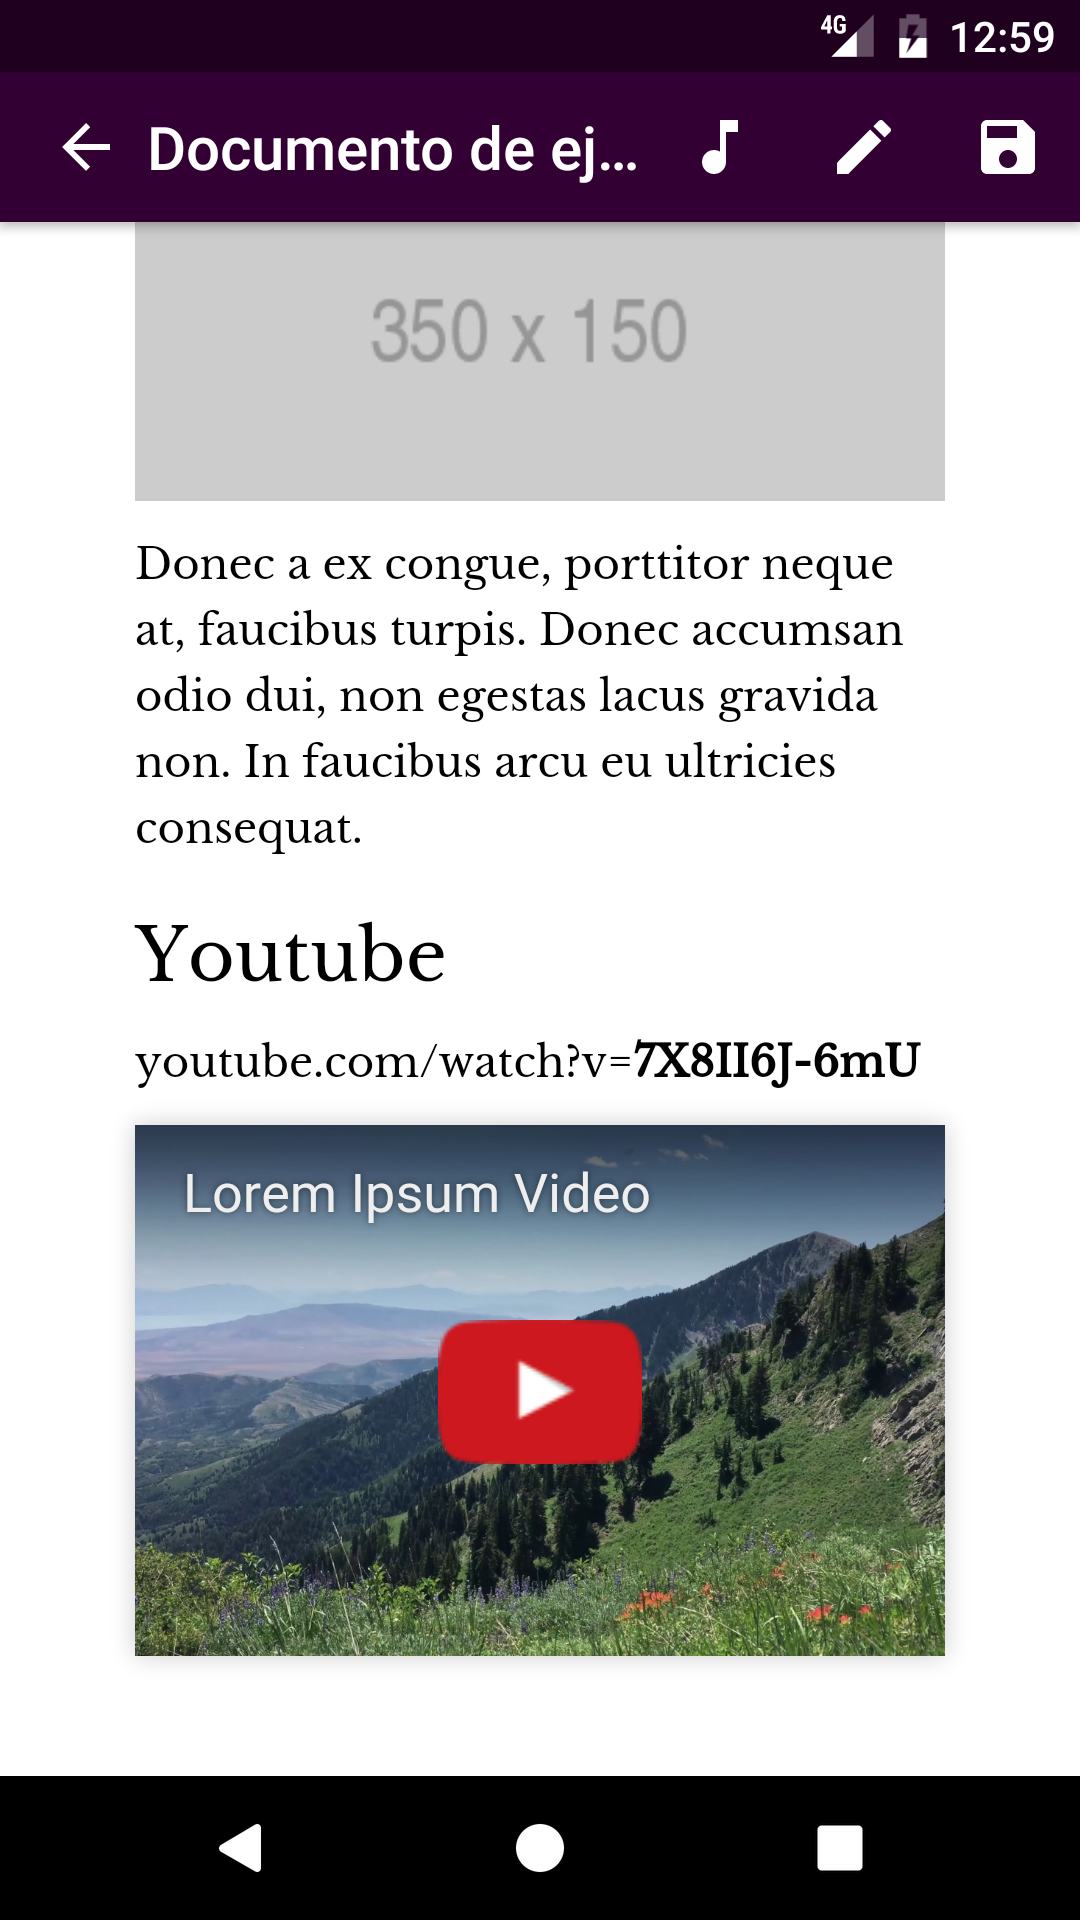 4G 12:59
Documento de ej...
350 x 150
Donec a ex congue, porttitor neque
at, faucibus turpis. Donec accumsan
odio dui, non egestas lacus gravida
non. In faucibus arcu eu ultricies
consequat.
Youtube
youtube.com/watch?v=7X8II6J-6mU
Lorem Ipsum Video